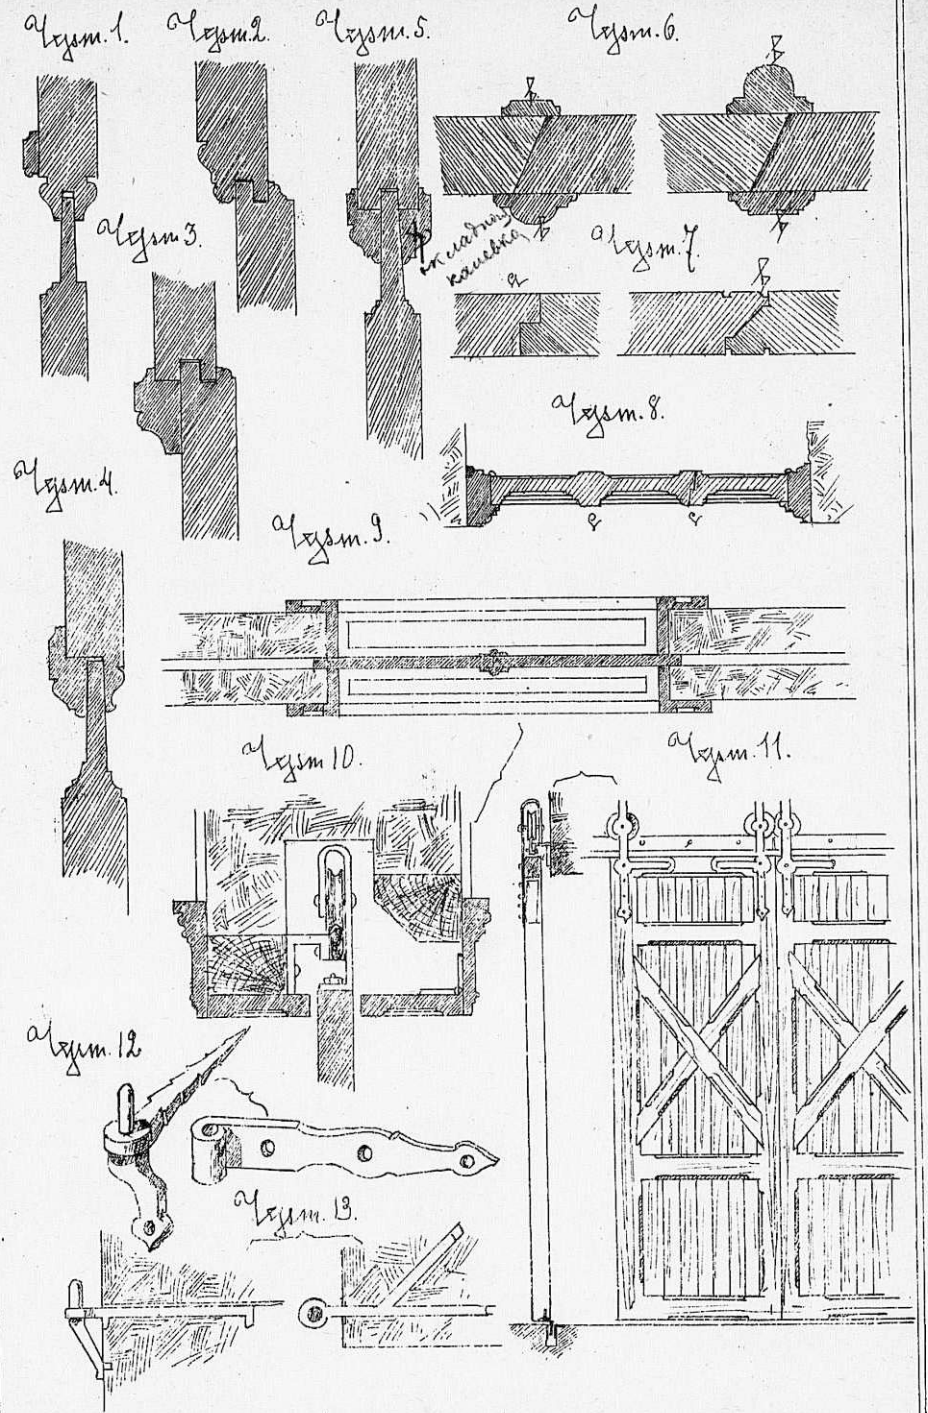 Черт. 1.
Черт. 2.
Черт. 5.
Черт. 6.
Черт. 3.
накладная
калевка
Черт. 7.
Черт. 8.
Черт. 4.
Черт. 9.
Черт. 10.
Черт. 11.
Черт. 12
Черт. 13.